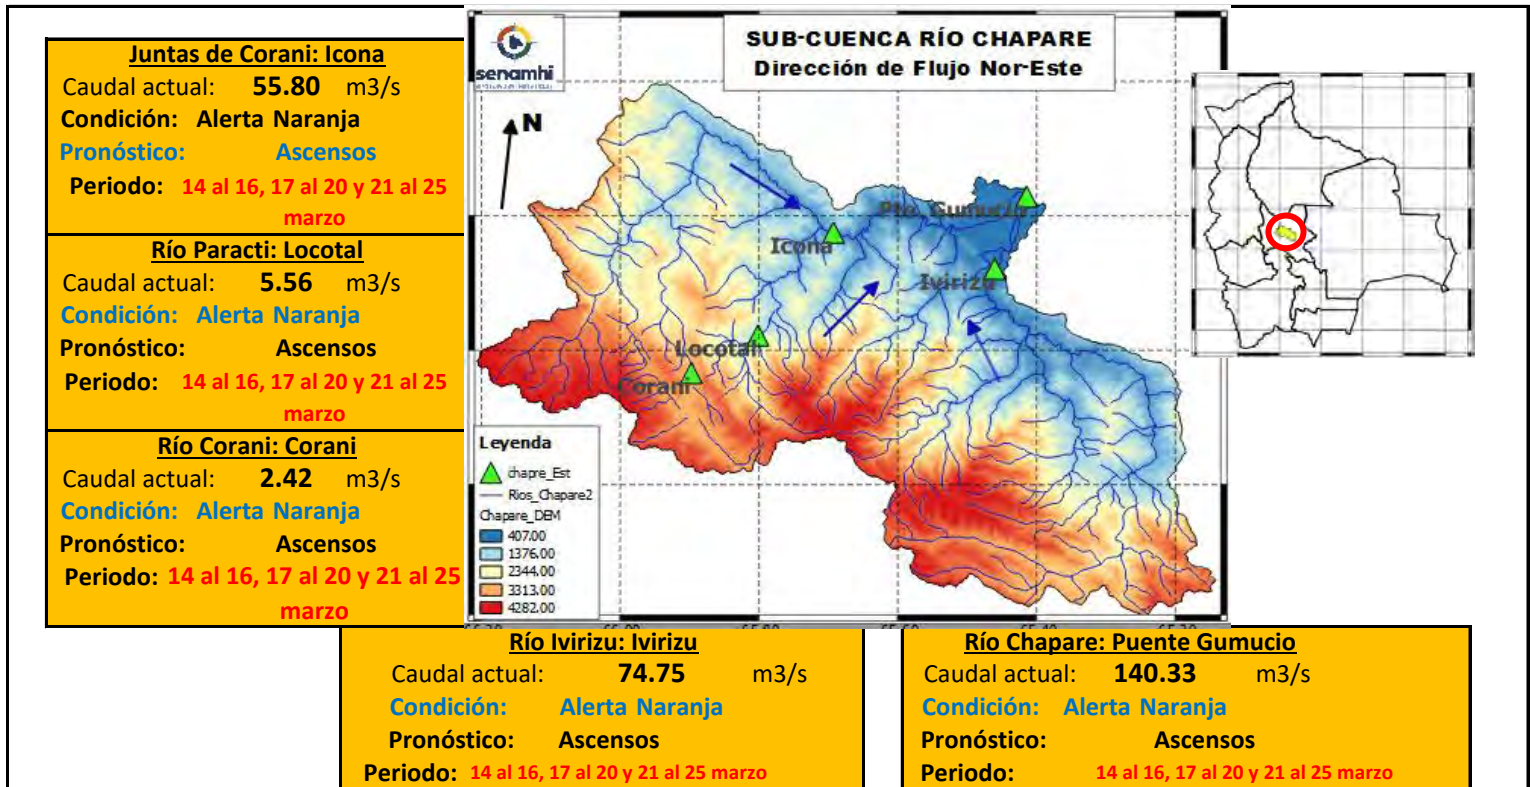 Juntas de Corani: Icona
Caudal actual: 55.80 m3/s
Condición: Alerta Naranja
Pronóstico: Ascensos
Periodo: 14 al 16, 17 al 20 y 21 al 25
marzo
Río Paracti: Locotal
Caudal actual: 5.56 m3/s
Condición: Alerta Naranja
Pronóstico: Ascensos
Periodo: 14 al 16, 17 al 20 y 21 al 25
marzo
Río Corani: Corani
Caudal actual: 2.42 m3/s
Condición: Alerta Naranja
Pronóstico: Ascensos
Periodo: 14 al 16, 17 al 20 y 21 al 25
marzo
senamhi
SUB-CUENCA RÍO CHAPARE
Dirección de Flujo Nor-Este
N
Pte. Gumucio
Icona
Ivirizu
Locotal
Corani
Leyenda
chapre_Est
Rios_Chapare2
Chapare_DEM
407.00
1376.00
2344.00
3313.00
4282.00
Río Ivirizu: Ivirizu
Caudal actual: 74.75 m3/s
Condición: Alerta Naranja
Pronóstico: Ascensos
Periodo: 14 al 16, 17 al 20 y 21 al 25 marzo
Río Chapare: Puente Gumucio
Caudal actual: 140.33 m3/s
Condición: Alerta Naranja
Pronóstico: Ascensos
Periodo: 14 al 16, 17 al 20 y 21 al 25 marzo